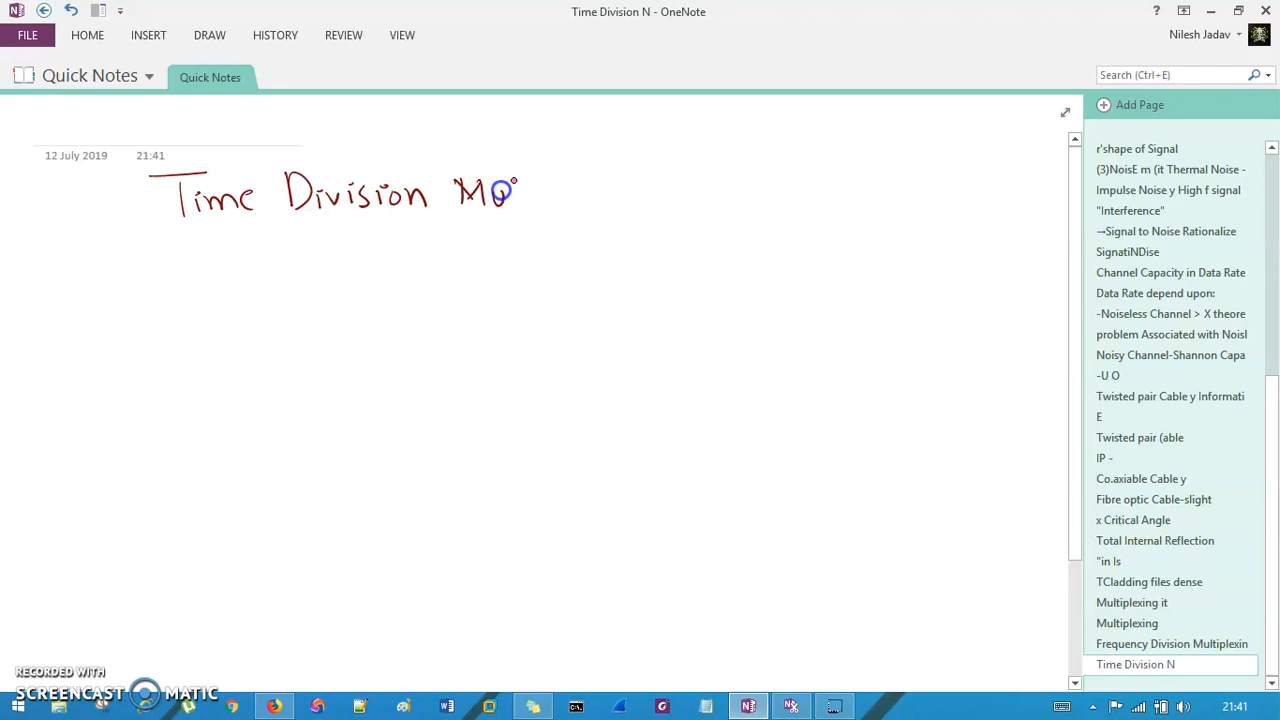 Time Division N - OneNote
?
FILE HOME INSERT DRAW HISTORY REVIEW VIEW
Nilesh Jadav
Quick Notes
Quick Notes
Search (Ctrl+E)
Add Page
12 July 2019 21:41
Time Division Mu
r'shape of Signal
(3)NoisE m (it Thermal Noise -
Impulse Noise y High f signal
"Interference"
→Signal to Noise Rationalize
SignatiNDise
Channel Capacity in Data Rate
Data Rate depend upon:
-Noiseless Channel > X theore
problem Associated with Noisl
Noisy Channel-Shannon Capa
-U O
Twisted pair Cable y Informati
E
Twisted pair (able
IP -
Co.axiable Cable y
Fibre optic Cable-slight
x Critical Angle
Total Internal Reflection
"in Is
TCladding files dense
Multiplexing it
Multiplexing
Frequency Division Multiplexin
Time Division N
RECORDED WITH
SCREENCAST MATIC
21:41